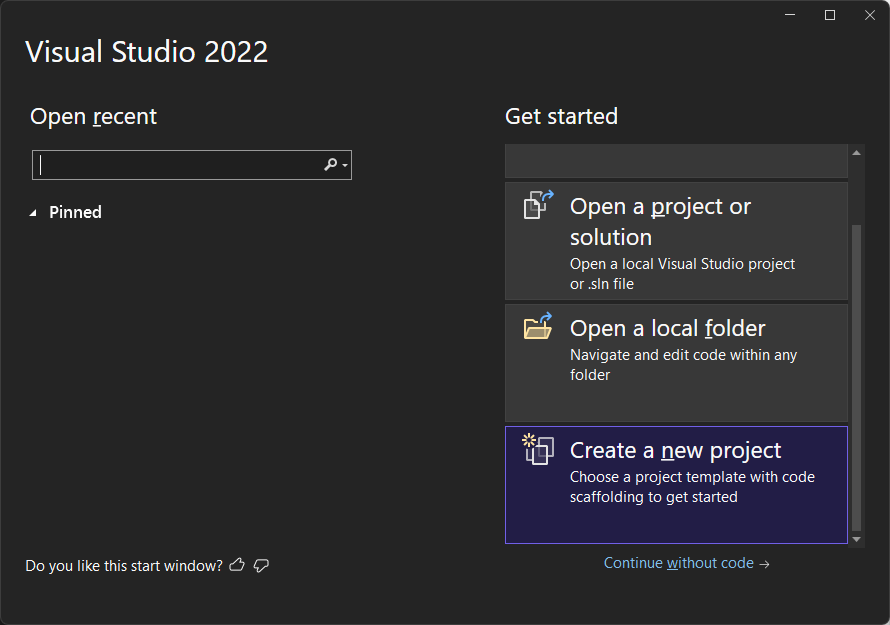 Visual Studio 2022
Open recent
Pinned
Get started
Open a project or
solution
Open a local Visual Studio project
or .sln file
Open a local folder
Navigate and edit code within any
folder
Create a new project
Choose a project template with code
scaffolding to get started
Continue without code →
Do you like this start window?